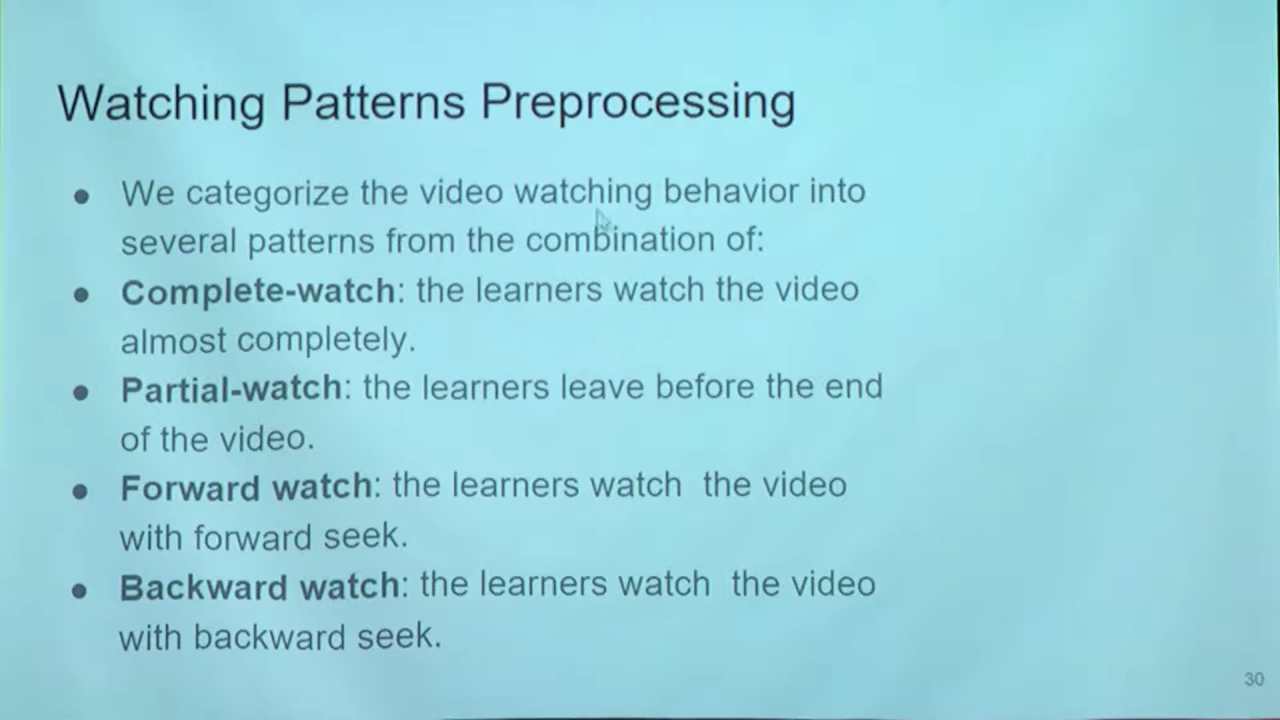 Watching Patterns Preprocessing
● We categorize the video watching behavior into
several patterns from the combination of:
● Complete-watch: the learners watch the video
almost completely.
● Partial-watch: the learners leave before the end
of the video.
● Forward watch: the learners watch the video
with forward seek.
● Backward watch: the learners watch the video
with backward seek.
30